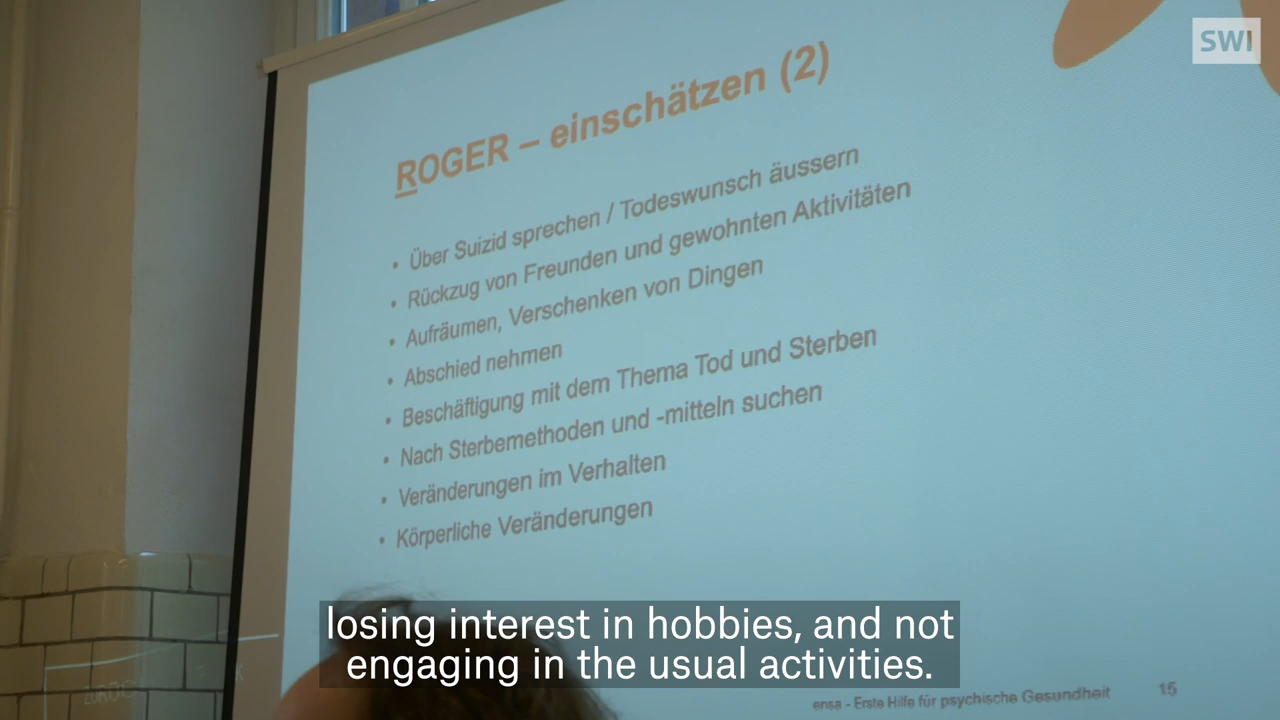 SWI
ROGER – einschätzen (2)
• Über Suizid sprechen / Todeswunsch äussern
• Rückzug von Freunden und gewohnten Aktivitäten
• Aufräumen, Verschenken von Dingen
• Abschied nehmen
• Beschäftigung mit dem Thema Tod und Sterben
• Nach Sterbemethoden und -mitteln suchen
• Veränderungen im Verhalten
• Körperliche Veränderungen
losing interest in hobbies, and not
engaging in the usual activities.
ensa - Erste Hilfe für psychische Gesundheit 15